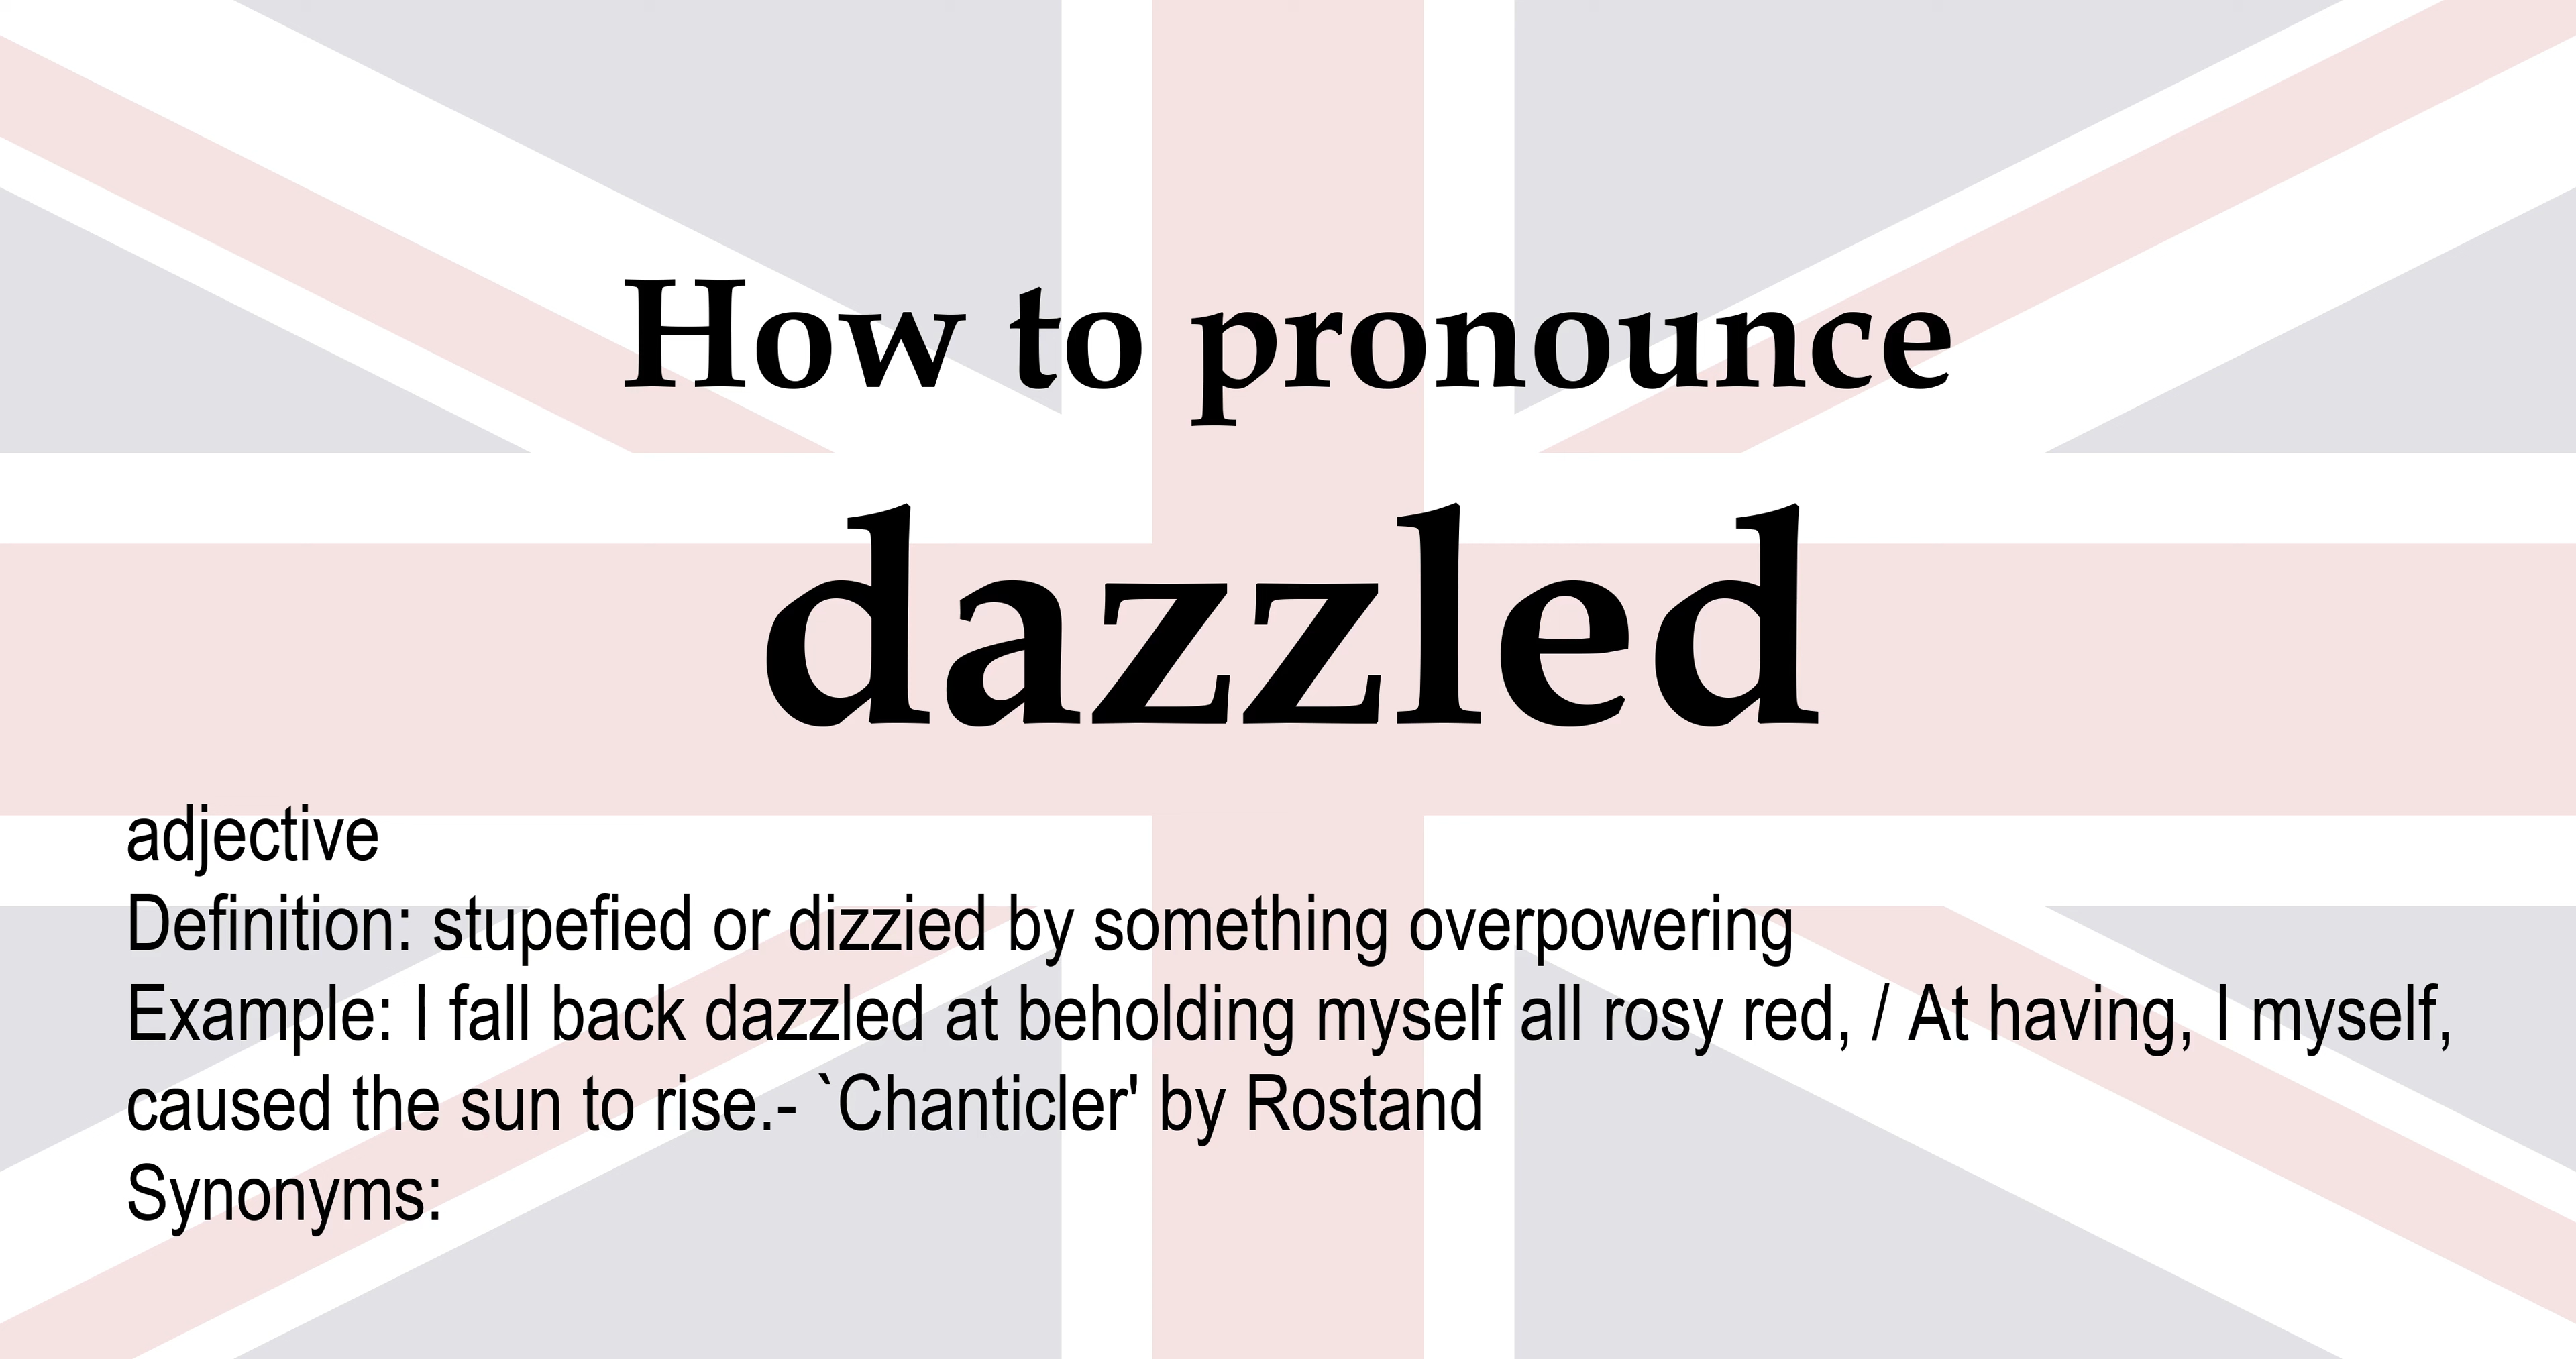 How to pronounce
dazzled
adjective
Definition: stupefied or dizzied by something overpowering
Example: I fall back dazzled at beholding myself all rosy red, / At having, I myself,
caused the sun to rise.- `Chanticler' by Rostand
Synonyms: